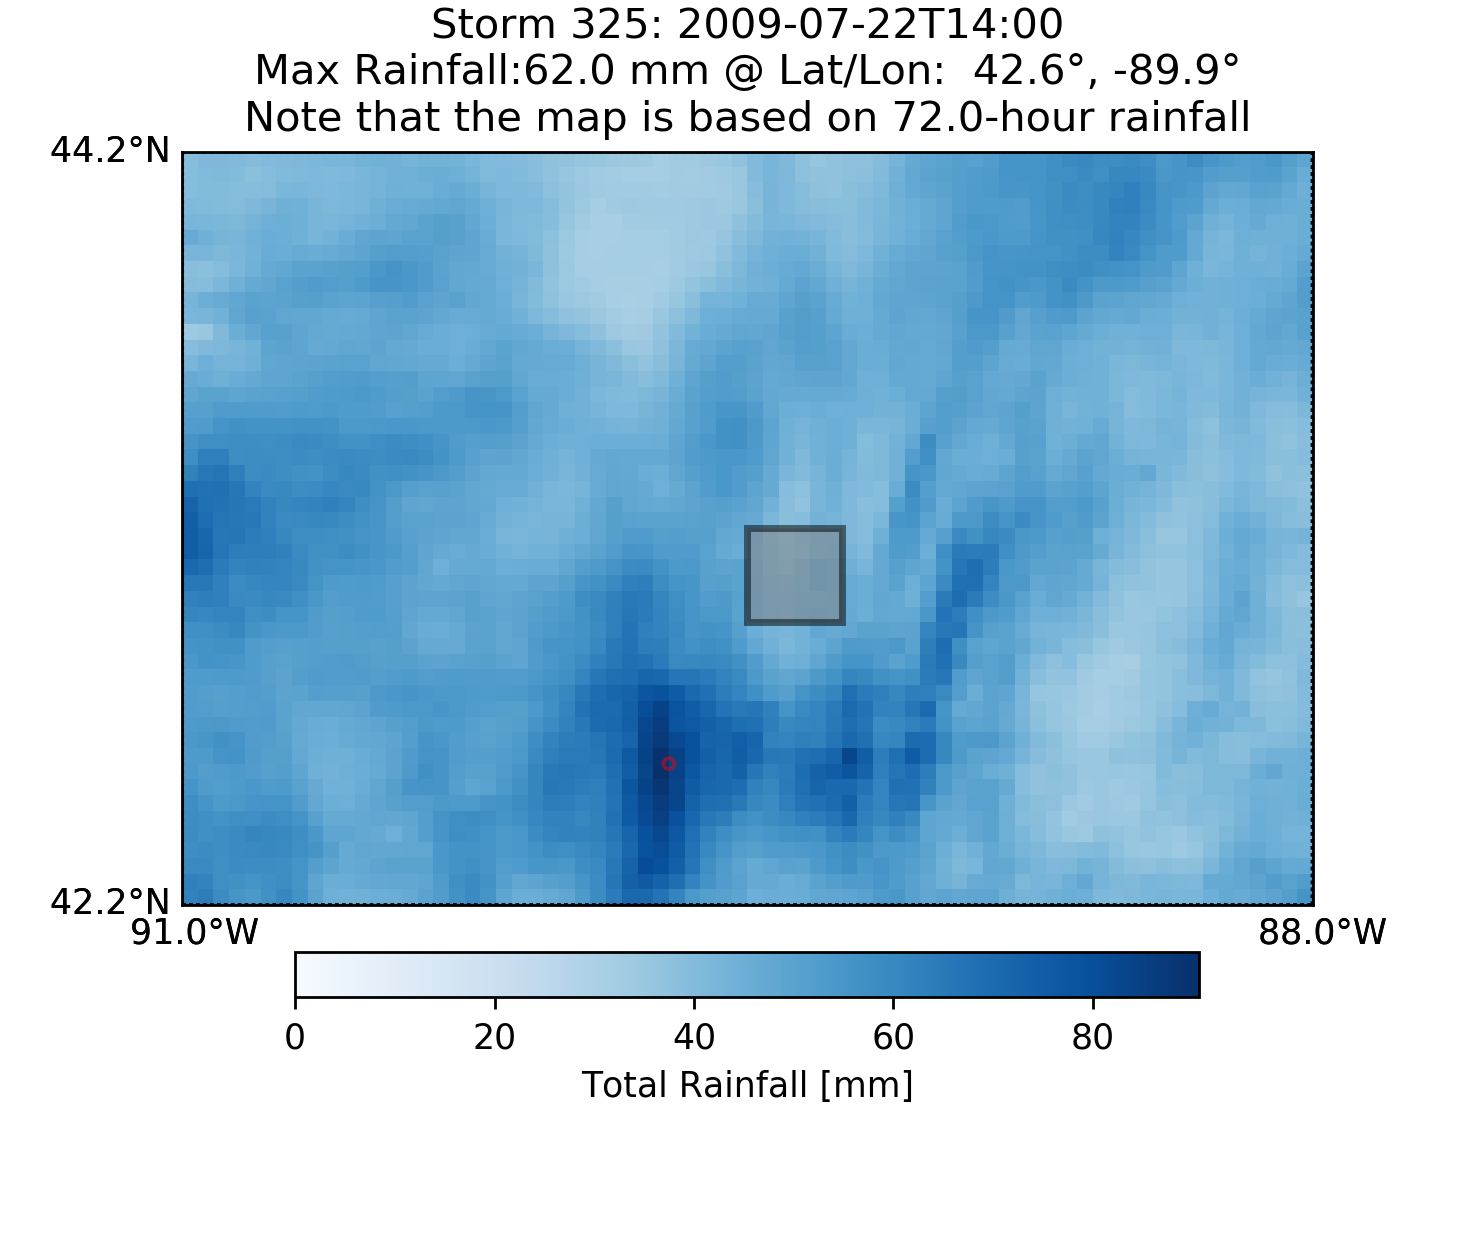 Storm 325: 2009-07-22T14:00
Max Rainfall:62.0 mm @ Lat/Lon:  42.6°, -89.9°
Note that the map is based on 72.0-hour rainfall
44.2°N
42.2°N
91.0°W 88.0°W
0 20 40 60 80
Total Rainfall [mm]